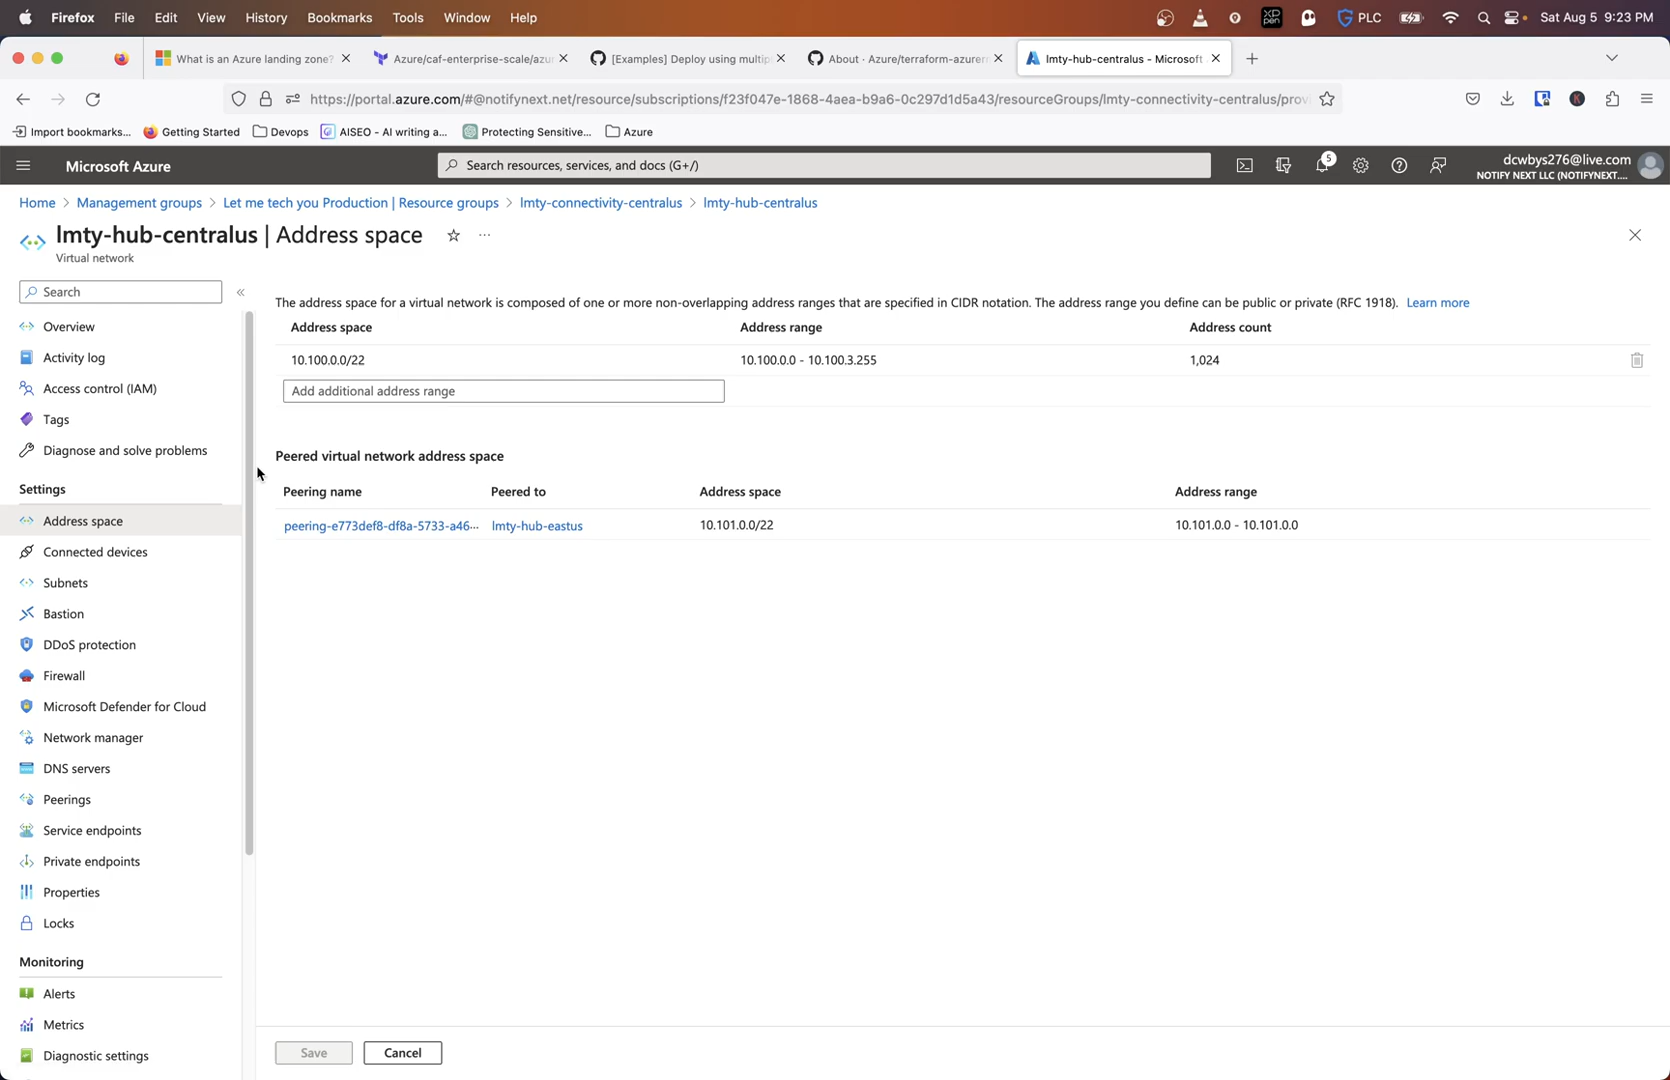 Firefox File Edit View History Bookmarks Tools Window Help PLC Sat Aug 5 9:23 PM
What is an Azure landing zone? Azure/caf-enterprise-scale/azur [Examples] Deploy using multip About · Azure/terraform-azurerm lmty-hub-centralus - Microsoft
https://portal.azure.com/#@notifynext.net/resource/subscriptions/f23f047e-1868-4aea-b9a6-0c297d1d5a43/resourceGroups/lmty-connectivity-centralus/provi
Import bookmarks... Getting Started Devops AISEO - AI writing a... Protecting Sensitive... Azure
Microsoft Azure Search resources, services, and docs (G+/) 5 dcwbys276@live.com
NOTIFY NEXT LLC (NOTIFYNEXT....
Home > Management groups > Let me tech you Production | Resource groups > lmty-connectivity-centralus > lmty-hub-centralus
lmty-hub-centralus | Address space
Virtual network
Search
Overview
Activity log
Access control (IAM)
Tags
Diagnose and solve problems
Settings
Address space
Connected devices
Subnets
Bastion
DDoS protection
Firewall
Microsoft Defender for Cloud
Network manager
DNS servers
Peerings
Service endpoints
Private endpoints
Properties
Locks
Monitoring
Alerts
Metrics
Diagnostic settings
The address space for a virtual network is composed of one or more non-overlapping address ranges that are specified in CIDR notation. The address range you define can be public or private (RFC 1918). Learn more
Address space Address range Address count
10.100.0.0/22 10.100.0.0 - 10.100.3.255 1,024
Add additional address range
Peered virtual network address space
Peering name Peered to Address space Address range
peering-e773def8-df8a-5733-a46... lmty-hub-eastus 10.101.0.0/22 10.101.0.0 - 10.101.0.0
Save Cancel